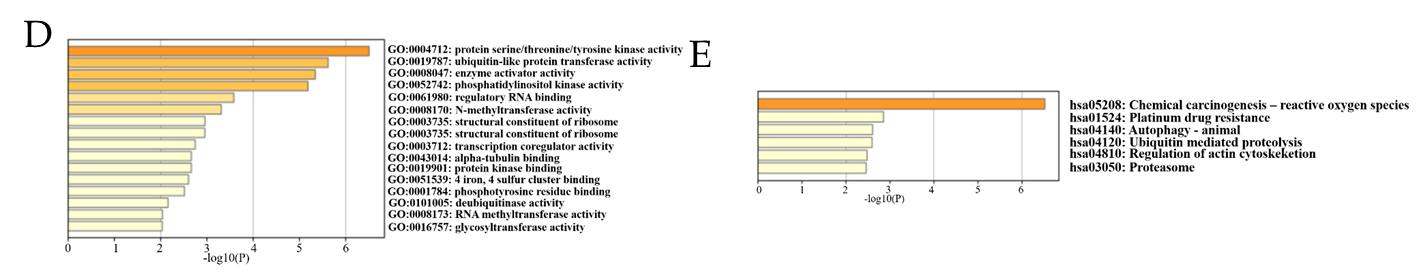 D
GO:0004712: protein serine/threonine/tyrosine kinase activity
GO:0019787: ubiquitin-like protein transferase activity
GO:0008047: enzyme activator activity
GO:0052742: phosphatidylinositol kinase activity
GO:0061980: regulatory RNA binding
GO:0008170: N-methyltransferase activity
GO:0003735: structural constituent of ribosome
GO:0003735: structural constituent of ribosome
GO:0003712: transcription coregulator activity
GO:0043014: alpha-tubulin binding
GO:0019901: protein kinase binding
GO:0051539: 4 iron, 4 sulfur cluster binding
GO:0001784: phosphotyrosine residue binding
GO:0101005: deubiquitinase activity
GO:0008173: RNA methyltransferase activity
GO:0016757: glycosyltransferase activity
0 1 2 3 4 5 6
-log10(P)
E
hsa05208: Chemical carcinogenesis – reactive oxygen species
hsa01524: Platinum drug resistance
hsa04140: Autophagy - animal
hsa04120: Ubiquitin mediated proteolysis
hsa04810: Regulation of actin cytoskeketion
hsa03050: Proteasome
0 1 2 3 4 5 6
-log10(P)